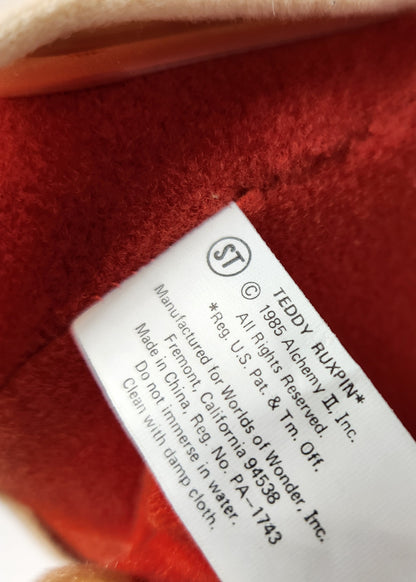 ST
TEDDY RUXPIN*
© 1985 Alchemy II, Inc.
All Rights Reserved.
*Reg. U.S. Pat. & Tm. Off.
Manufactured for Worlds of Wonder, Inc.
Fremont, California 94538
Made in China, Reg. No. PA-1743
Do not immerse in water.
Clean with damp cloth.